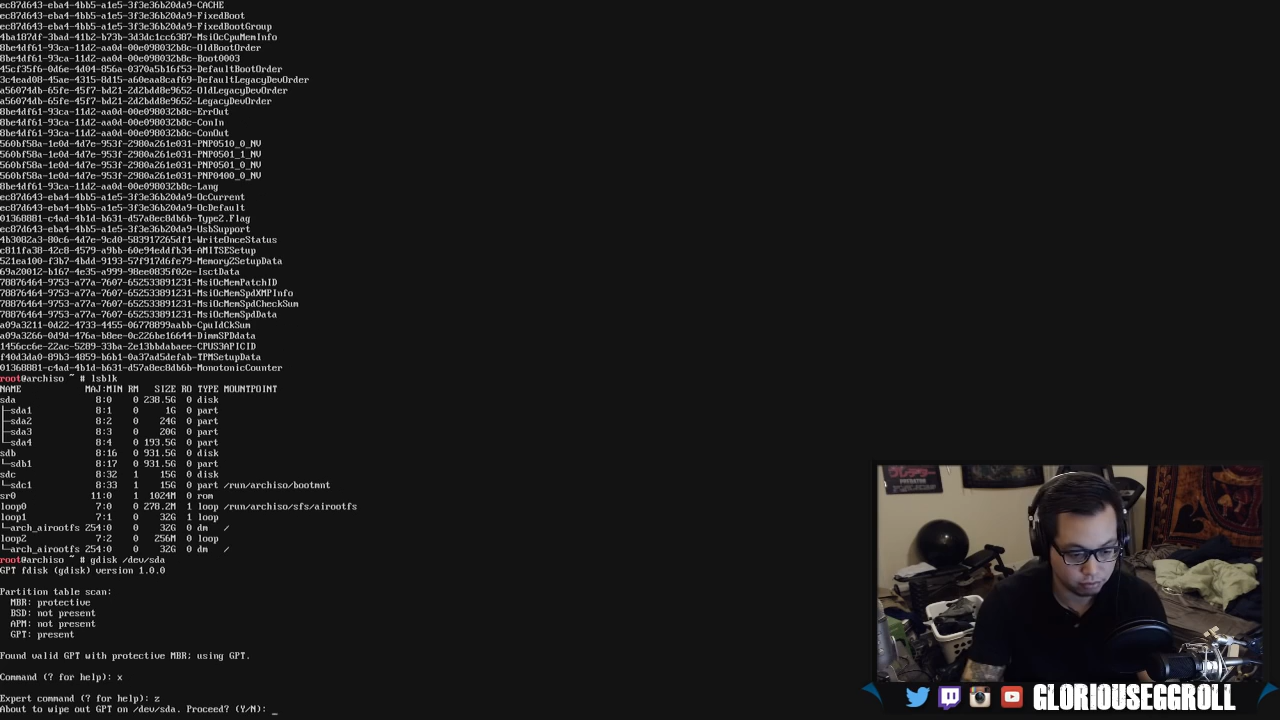 ec87d643-eba4-4bb5-a1e5-3f3e36b20da9-CACHE
ec87d643-eba4-4bb5-a1e5-3f3e36b20da9-FixedBoot
ec87d643-eba4-4bb5-a1e5-3f3e36b20da9-FixedBootGroup
4ba187df-3bad-41b2-b73b-3d3dc1cc6387-MsiOcCpuMemInfo
8be4df61-93ca-11d2-aa0d-00e098032b8c-OldBootOrder
8be4df61-93ca-11d2-aa0d-00e098032b8c-Boot0003
45cf35f6-0d6e-4d04-856a-0370a5b16f53-DefaultBootOrder
3c4ead08-45ae-4315-8d15-a60eaa8caf69-DefaultLegacyDevOrder
a56074db-65fe-45f7-bd21-2d2bdd8e9652-OldLegacyDevOrder
a56074db-65fe-45f7-bd21-2d2bdd8e9652-LegacyDevOrder
8be4df61-93ca-11d2-aa0d-00e098032b8c-ErrOut
8be4df61-93ca-11d2-aa0d-00e098032b8c-ConIn
8be4df61-93ca-11d2-aa0d-00e098032b8c-ConOut
560bf58a-1e0d-4d7e-953f-2980a261e031-PNP0510_0_NV
560bf58a-1e0d-4d7e-953f-2980a261e031-PNP0501_1_NV
560bf58a-1e0d-4d7e-953f-2980a261e031-PNP0501_0_NV
560bf58a-1e0d-4d7e-953f-2980a261e031-PNP0400_0_NV
8be4df61-93ca-11d2-aa0d-00e098032b8c-Lang
ec87d643-eba4-4bb5-a1e5-3f3e36b20da9-OcCurrent
ec87d643-eba4-4bb5-a1e5-3f3e36b20da9-OcDefault
01368881-c4ad-4b1d-b631-d57a8ec8db6b-Type2.Flag
ec87d643-eba4-4bb5-a1e5-3f3e36b20da9-UsbSupport
4b3082a3-80c6-4d7e-9cd0-583917265df1-WriteOnceStatus
c811fa38-42c8-4579-a9bb-60e94eddfb34-AMITSESetup
521ea100-f3b7-4bdd-9193-57f917d6fe79-Memory2SetupData
69a20012-b167-4e35-a999-98ee0835f02e-IsctData
78876464-9753-a77a-7607-652533891231-MsiOcMemPatchID
78876464-9753-a77a-7607-652533891231-MsiOcMemSpdXMPInfo
78876464-9753-a77a-7607-652533891231-MsiOcMemSpdCheckSum
78876464-9753-a77a-7607-652533891231-MsiOcMemSpdData
a09a3211-0d22-4733-4455-06778899aabb-CpuIdCkSum
a09a3266-0d9d-476a-b8ee-0c226be16644-DimmSPDdata
1456cc6e-22ac-5289-33ba-2e13bbdabaee-CPUS3APICID
f40d3da0-89b3-4859-b6b1-0a37ad5defab-TPMSetupData
01368881-c4ad-4b1d-b631-d57a8ec8db6b-MonotonicCounter
root@archiso ~ # lsblk
NAME MAJ:MIN RM SIZE RO TYPE MOUNTPOINT
sda 8:0 0 238.5G 0 disk
├─sda1 8:1 0 1G 0 part
├─sda2 8:2 0 24G 0 part
├─sda3 8:3 0 20G 0 part
└─sda4 8:4 0 193.5G 0 part
sdb 8:16 0 931.5G 0 disk
└─sdb1 8:17 0 931.5G 0 part
sdc 8:32 1 15G 0 disk
└─sdc1 8:33 1 15G 0 part /run/archiso/bootmnt
sr0 11:0 1 1024M 0 rom
loop0 7:0 0 278.2M 1 loop /run/archiso/sfs/airootfs
loop1 7:1 0 32G 1 loop
└─arch_airootfs 254:0 0 32G 0 dm /
loop2 7:2 0 256M 0 loop
└─arch_airootfs 254:0 0 32G 0 dm /
root@archiso ~ # gdisk /dev/sda
GPT fdisk (gdisk) version 1.0.0
Partition table scan:
MBR: protective
BSD: not present
APM: not present
GPT: present
Found valid GPT with protective MBR; using GPT.
Command (? for help): x
Expert command (? for help): z
About to wipe out GPT on /dev/sda. Proceed? (Y/N): _
PREDATOR
GLORIOUSEGGROLL